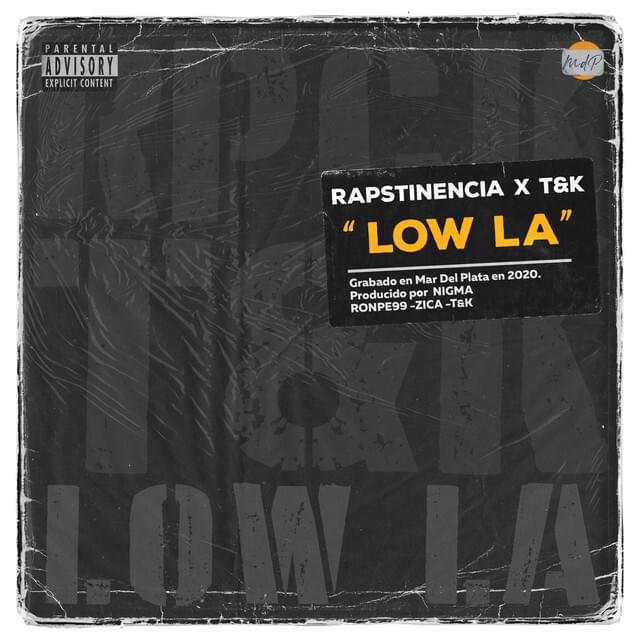 PARENTAL
ADVISORY
EXPLICIT CONTENT
MdP
RAPSTINENCIA X T&K
“LOW LA”
Grabado en Mar Del Plata en 2020.
Producido por NIGMA
RONPE99 -ZICA -T&K
T&K
LOW LA